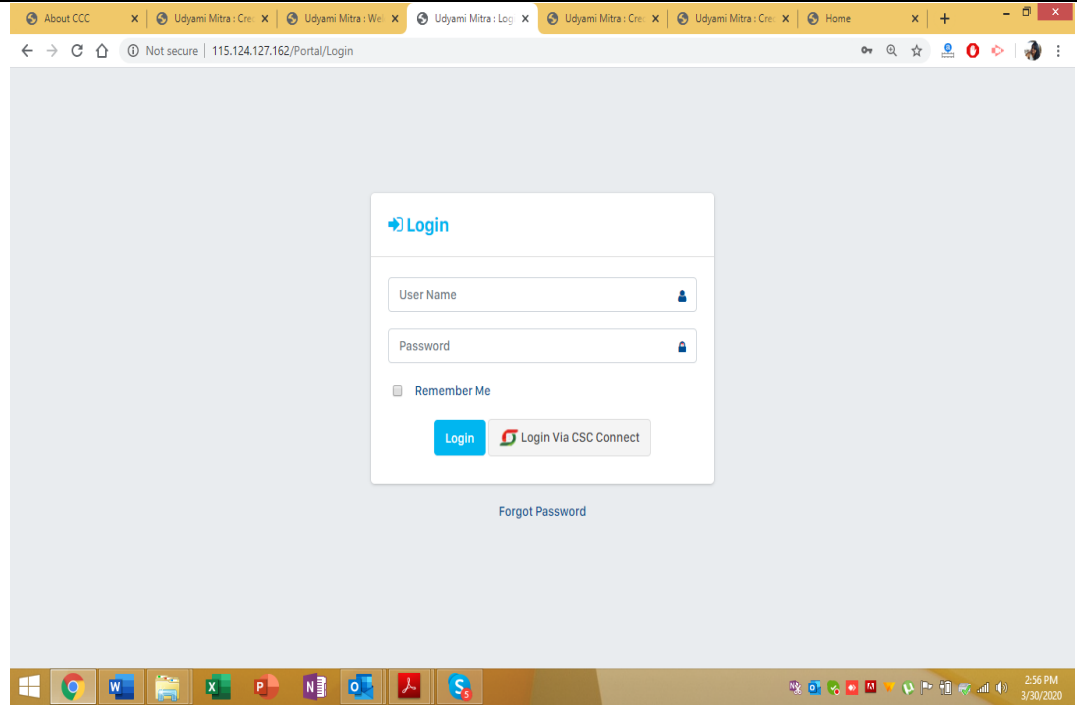 About CCC
Udyami Mitra : Cre
Udyami Mitra : Wel
Udyami Mitra : Log
Udyami Mitra : Cre
Udyami Mitra : Cre
Home
Not secure | 115.124.127.162/Portal/Login
Login
User Name
Password
Remember Me
Login
Login Via CSC Connect
Forgot Password
2:56 PM
3/30/2020